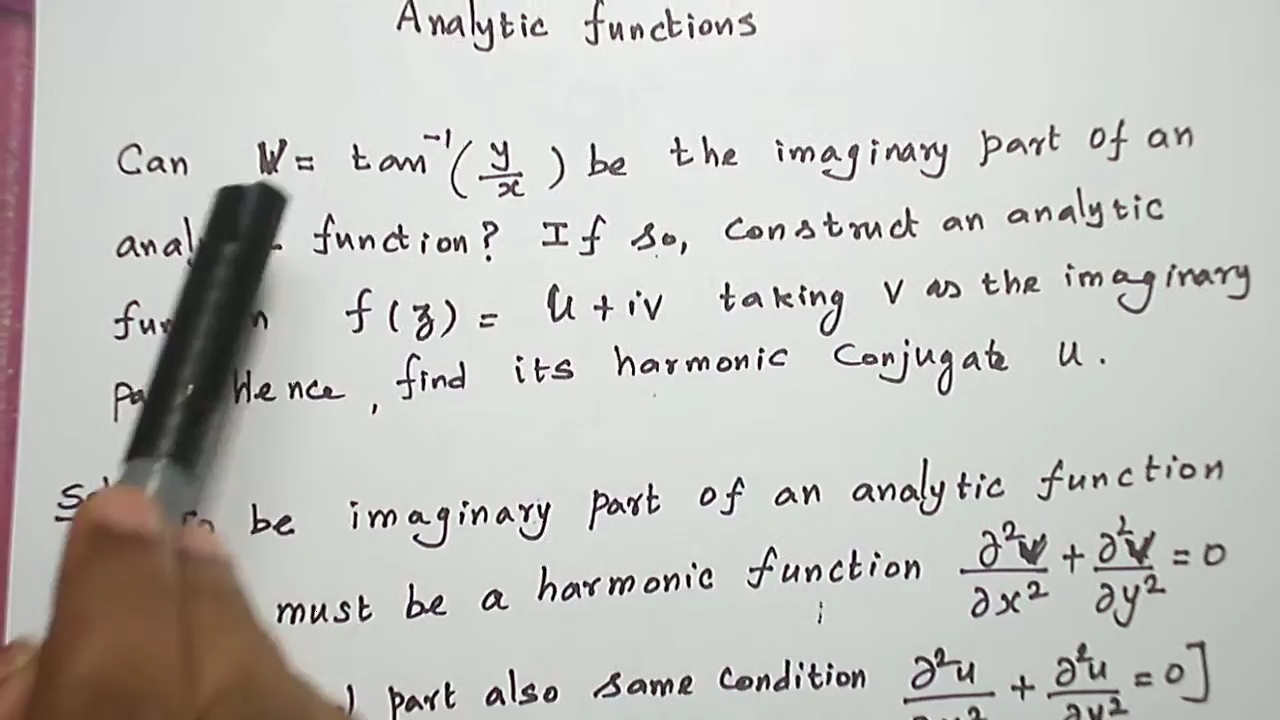 Analytic functions
Can V = tan⁻¹(y/x) be the imaginary part of an
function? If so, construct an analytic
f(z) = u + iv taking v as the imaginary
Hence, find its harmonic Conjugate u.
be imaginary part of an analytic function
must be a harmonic function ∂²v/∂x² + ∂²v/∂y² = 0
part also same condition ∂²u/∂x² + ∂²u/∂y² = 0]